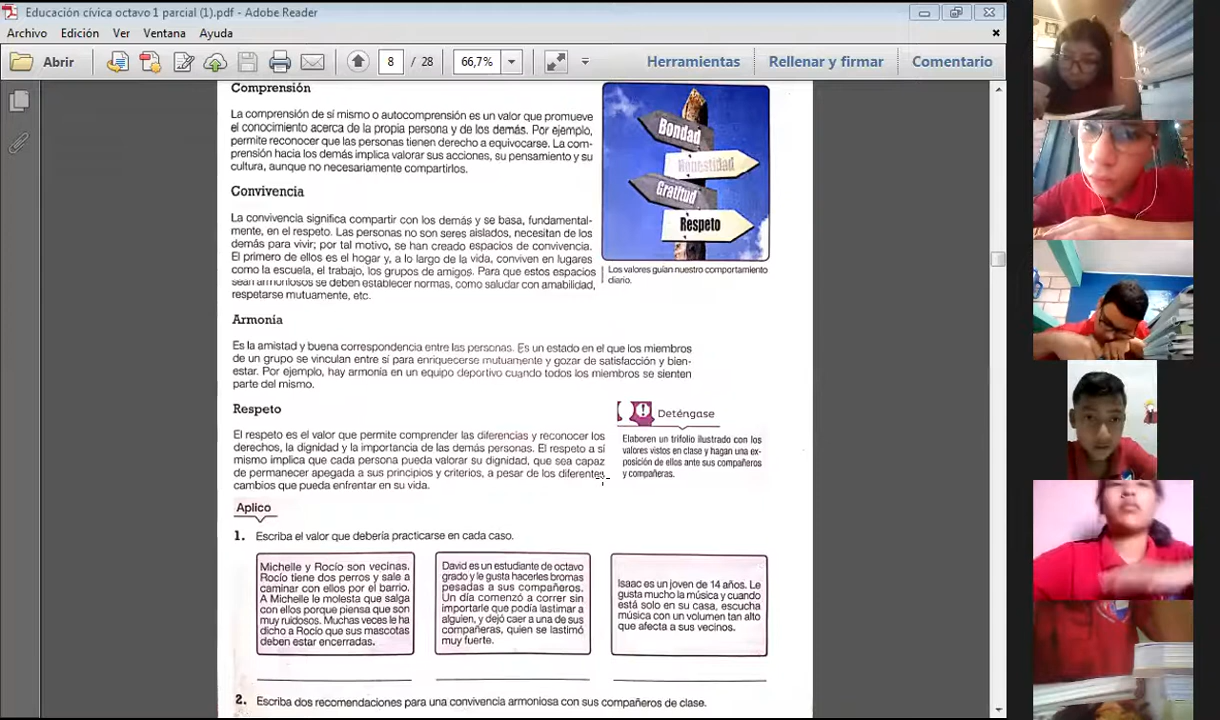 Educación cívica octavo 1 parcial (1).pdf - Adobe Reader
Archivo Edición Ver Ventana Ayuda
Abrir 8 / 28 66,7% Herramientas Rellenar y firmar Comentario
Comprensión
La comprensión de sí mismo o autocomprensión es un valor que promueve
el conocimiento acerca de la propia persona y de los demás. Por ejemplo,
permite reconocer que las personas tienen derecho a equivocarse. La com-
prensión hacia los demás implica valorar sus acciones, su pensamiento y su
cultura, aunque no necesariamente compartirlos.
Bondad
Honestidad
Gratitud
Respeto
Los valores guían nuestro comportamiento
diario.
Convivencia
La convivencia significa compartir con los demás y se basa, fundamental-
mente, en el respeto. Las personas no son seres aislados, necesitan de los
demás para vivir; por tal motivo, se han creado espacios de convivencia.
El primero de ellos es el hogar y, a lo largo de la vida, conviven en lugares
como la escuela, el trabajo, los grupos de amigos. Para que estos espacios
sean armoniosos se deben establecer normas, como saludar con amabilidad,
respetarse mutuamente, etc.
Armonía
Es la amistad y buena correspondencia entre las personas. Es un estado en el que los miembros
de un grupo se vinculan entre sí para enriquecerse mutuamente y gozar de satisfacción y bien-
estar. Por ejemplo, hay armonía en un equipo deportivo cuando todos los miembros se sienten
parte del mismo.
Respeto
El respeto es el valor que permite comprender las diferencias y reconocer los
derechos, la dignidad y la importancia de las demás personas. El respeto a sí
mismo implica que cada persona pueda valorar su dignidad, que sea capaz
de permanecer apegada a sus principios y criterios, a pesar de los diferentes
cambios que pueda enfrentar en su vida.
Deténgase
Elaboren un trifolio ilustrado con los
valores vistos en clase y hagan una ex-
posición de ellos ante sus compañeros
y compañeras.
Aplico
1. Escriba el valor que debería practicarse en cada caso.
Michelle y Rocío son vecinas.
Rocío tiene dos perros y sale a
caminar con ellos por el barrio.
A Michelle le molesta que salga
con ellos porque piensa que son
muy ruidosos. Muchas veces le ha
dicho a Rocío que sus mascotas
deben estar encerradas.
David es un estudiante de octavo
grado y le gusta hacerles bromas
pesadas a sus compañeros.
Un día comenzó a correr sin
importarle que podía lastimar a
alguien, y dejó caer a una de sus
compañeras, quien se lastimó
muy fuerte.
Isaac es un joven de 14 años. Le
gusta mucho la música y cuando
está solo en su casa, escucha
música con un volumen tan alto
que afecta a sus vecinos.
2. Escriba dos recomendaciones para una convivencia armoniosa con sus compañeros de clase.